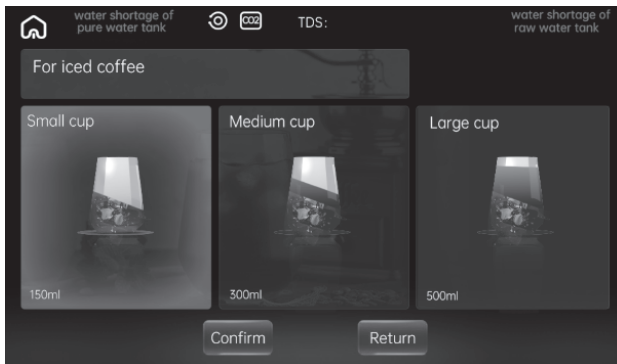 water shortage of
pure water tank
CO2
TDS:
water shortage of
raw water tank
For iced coffee
Small cup
Medium cup
Large cup
150ml
300ml
500ml
Confirm
Return